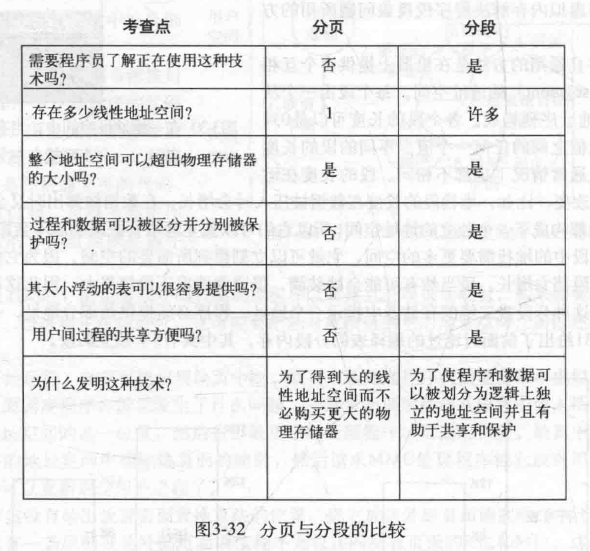 考查点 分页 分段
需要程序员了解正在使用这种技 否 是
术吗?
存在多少线性地址空间? 1 许多
整个地址空间可以超出物理存储器 是 是
的大小吗?
过程和数据可以被区分并分别被保 否 是
护吗?
其大小浮动的表可以很容易提供吗? 否 是
用户间过程的共享方便吗? 否 是
为什么发明这种技术? 为了得到大的线 为了使程序和数据可
性地址空间而不 以被划分为逻辑上独
必购买更大的物 立的地址空间并且有
理存储器 助于共享和保护
图3-32 分页与分段的比较